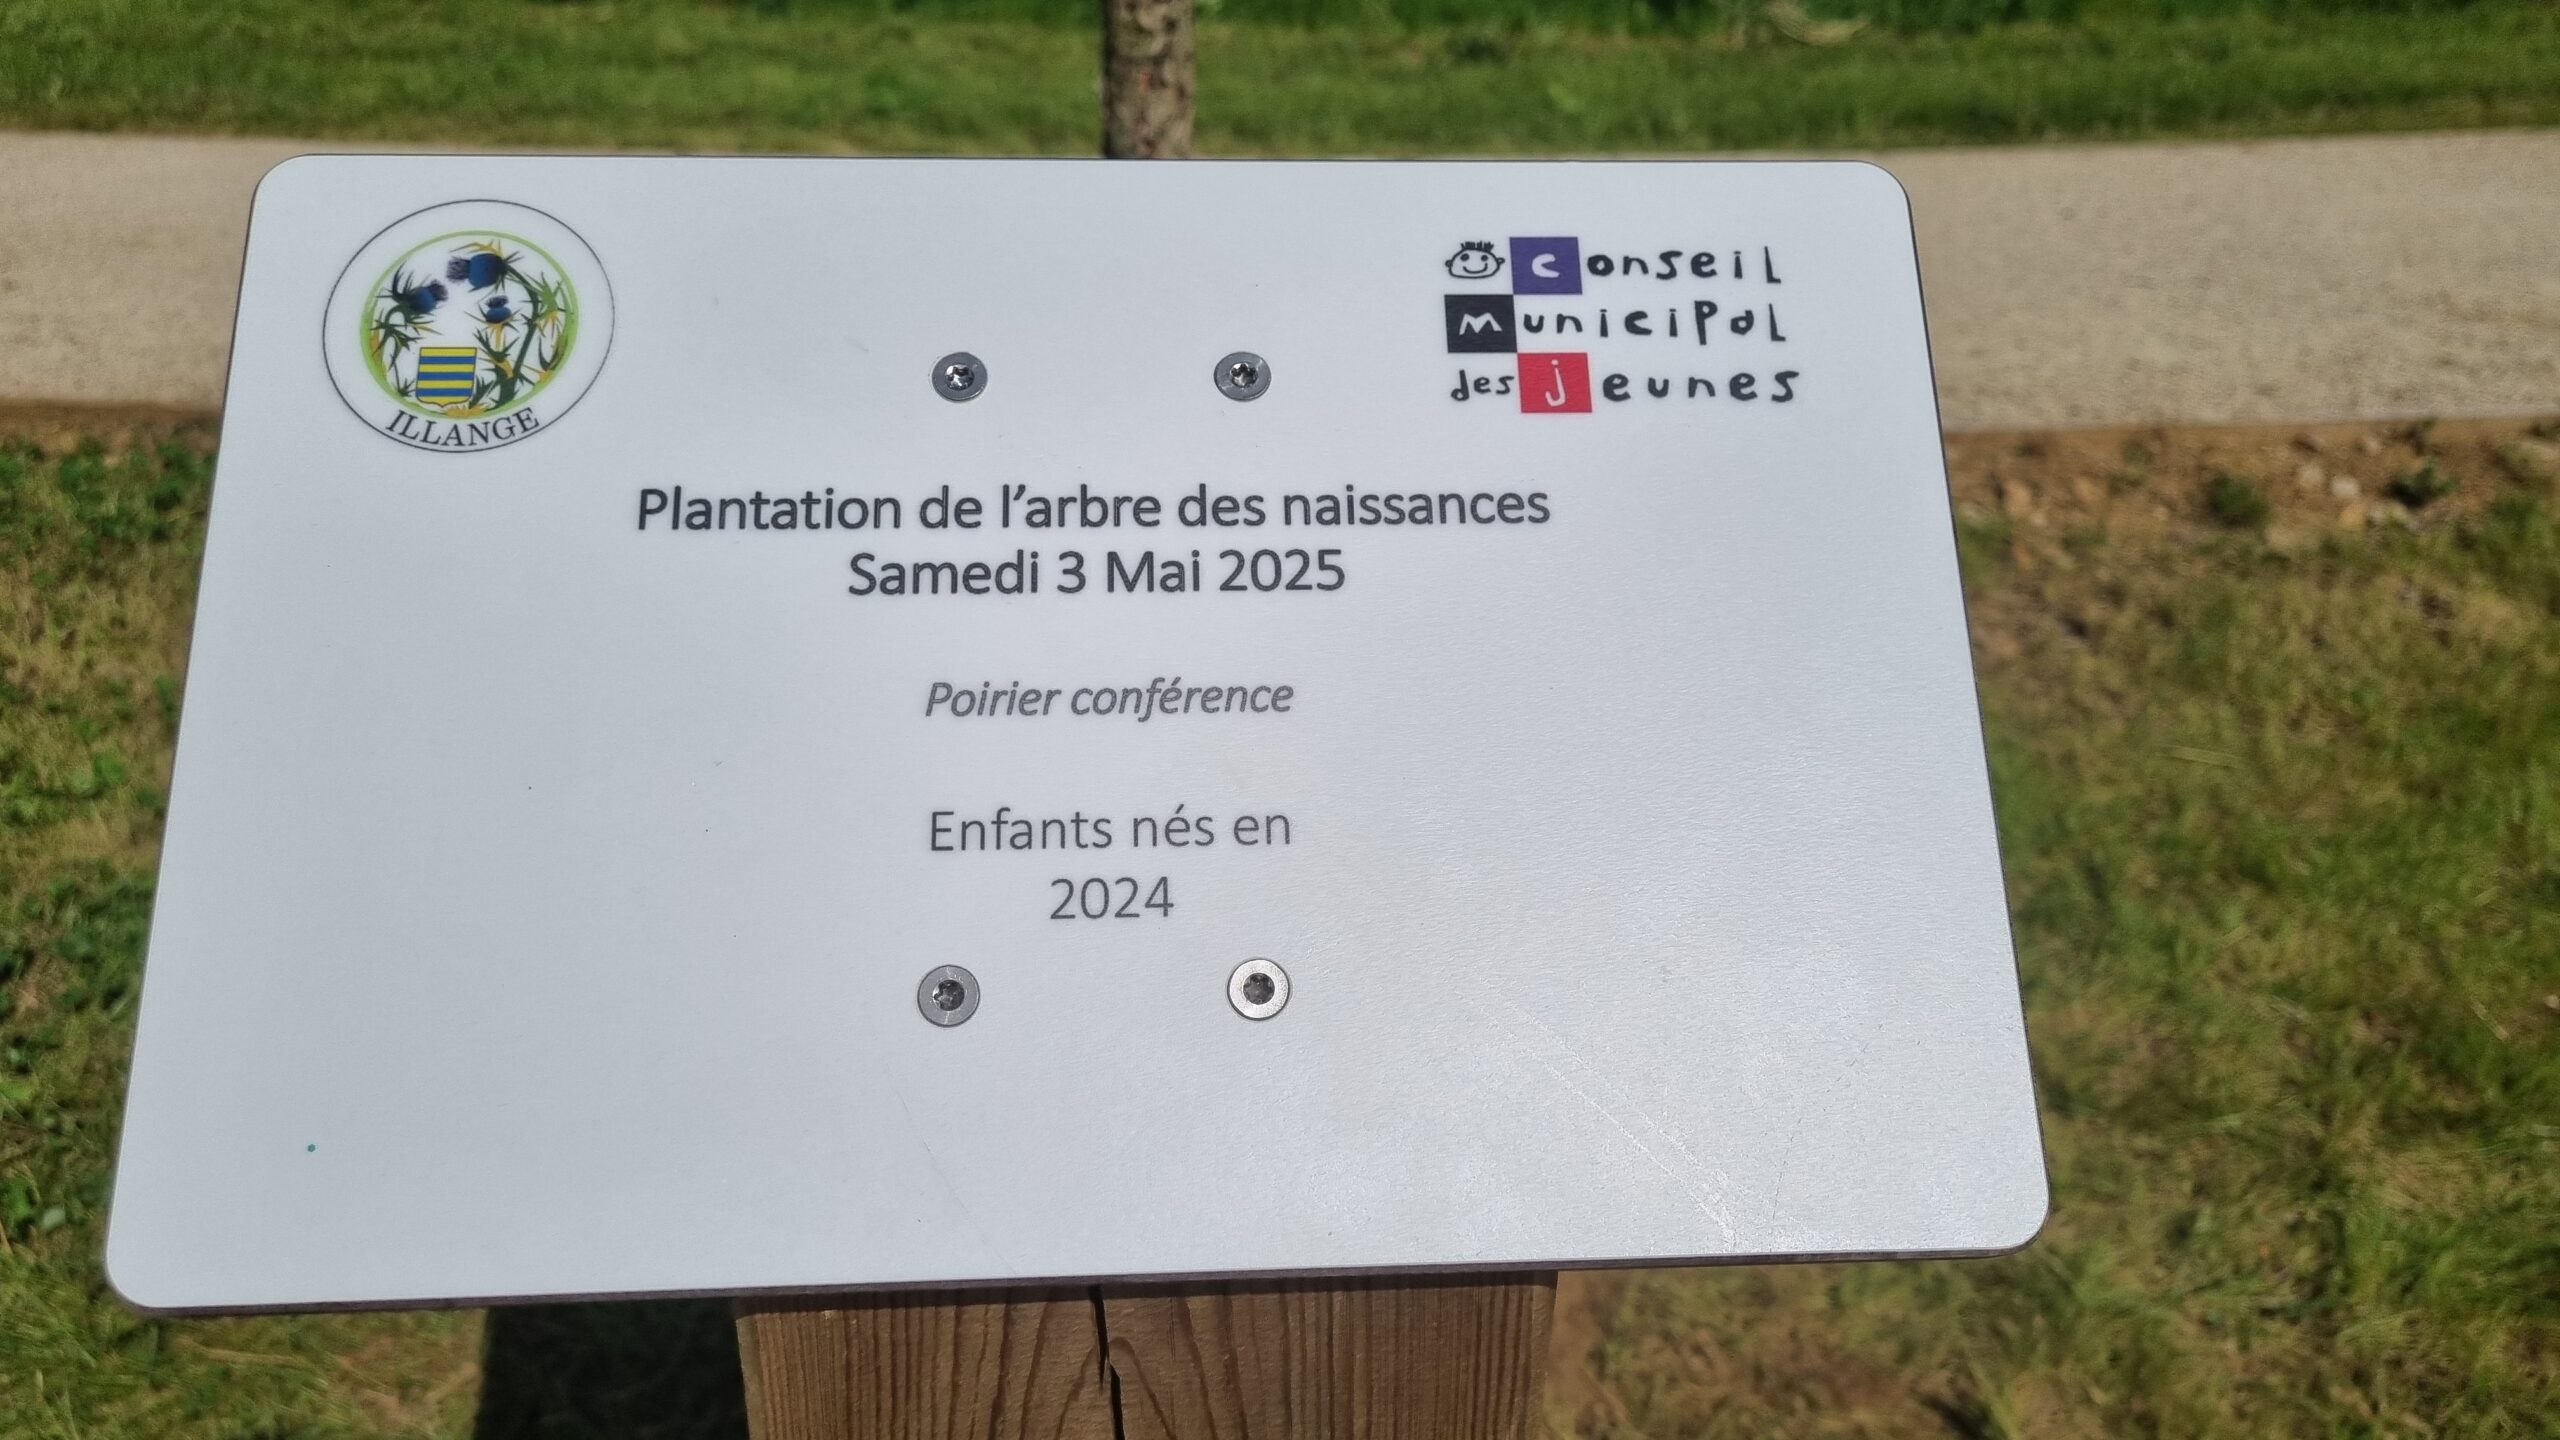 ILLANGE
Conseil
Municipal
des Jeunes
Plantation de l'arbre des naissances
Samedi 3 Mai 2025
Poirier conférence
Enfants nés en
2024